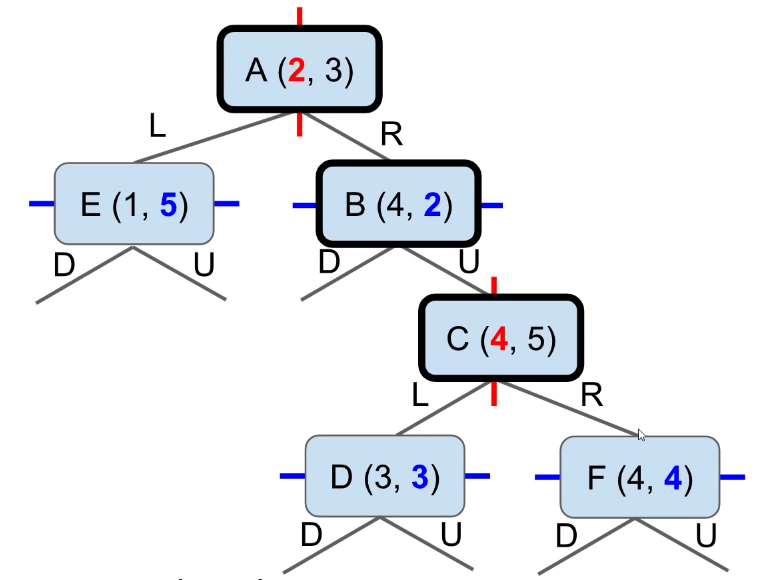 A (2, 3)
L R
E (1, 5) B (4, 2)
D U D U
C (4, 5)
L R
D (3, 3) F (4, 4)
D U D U